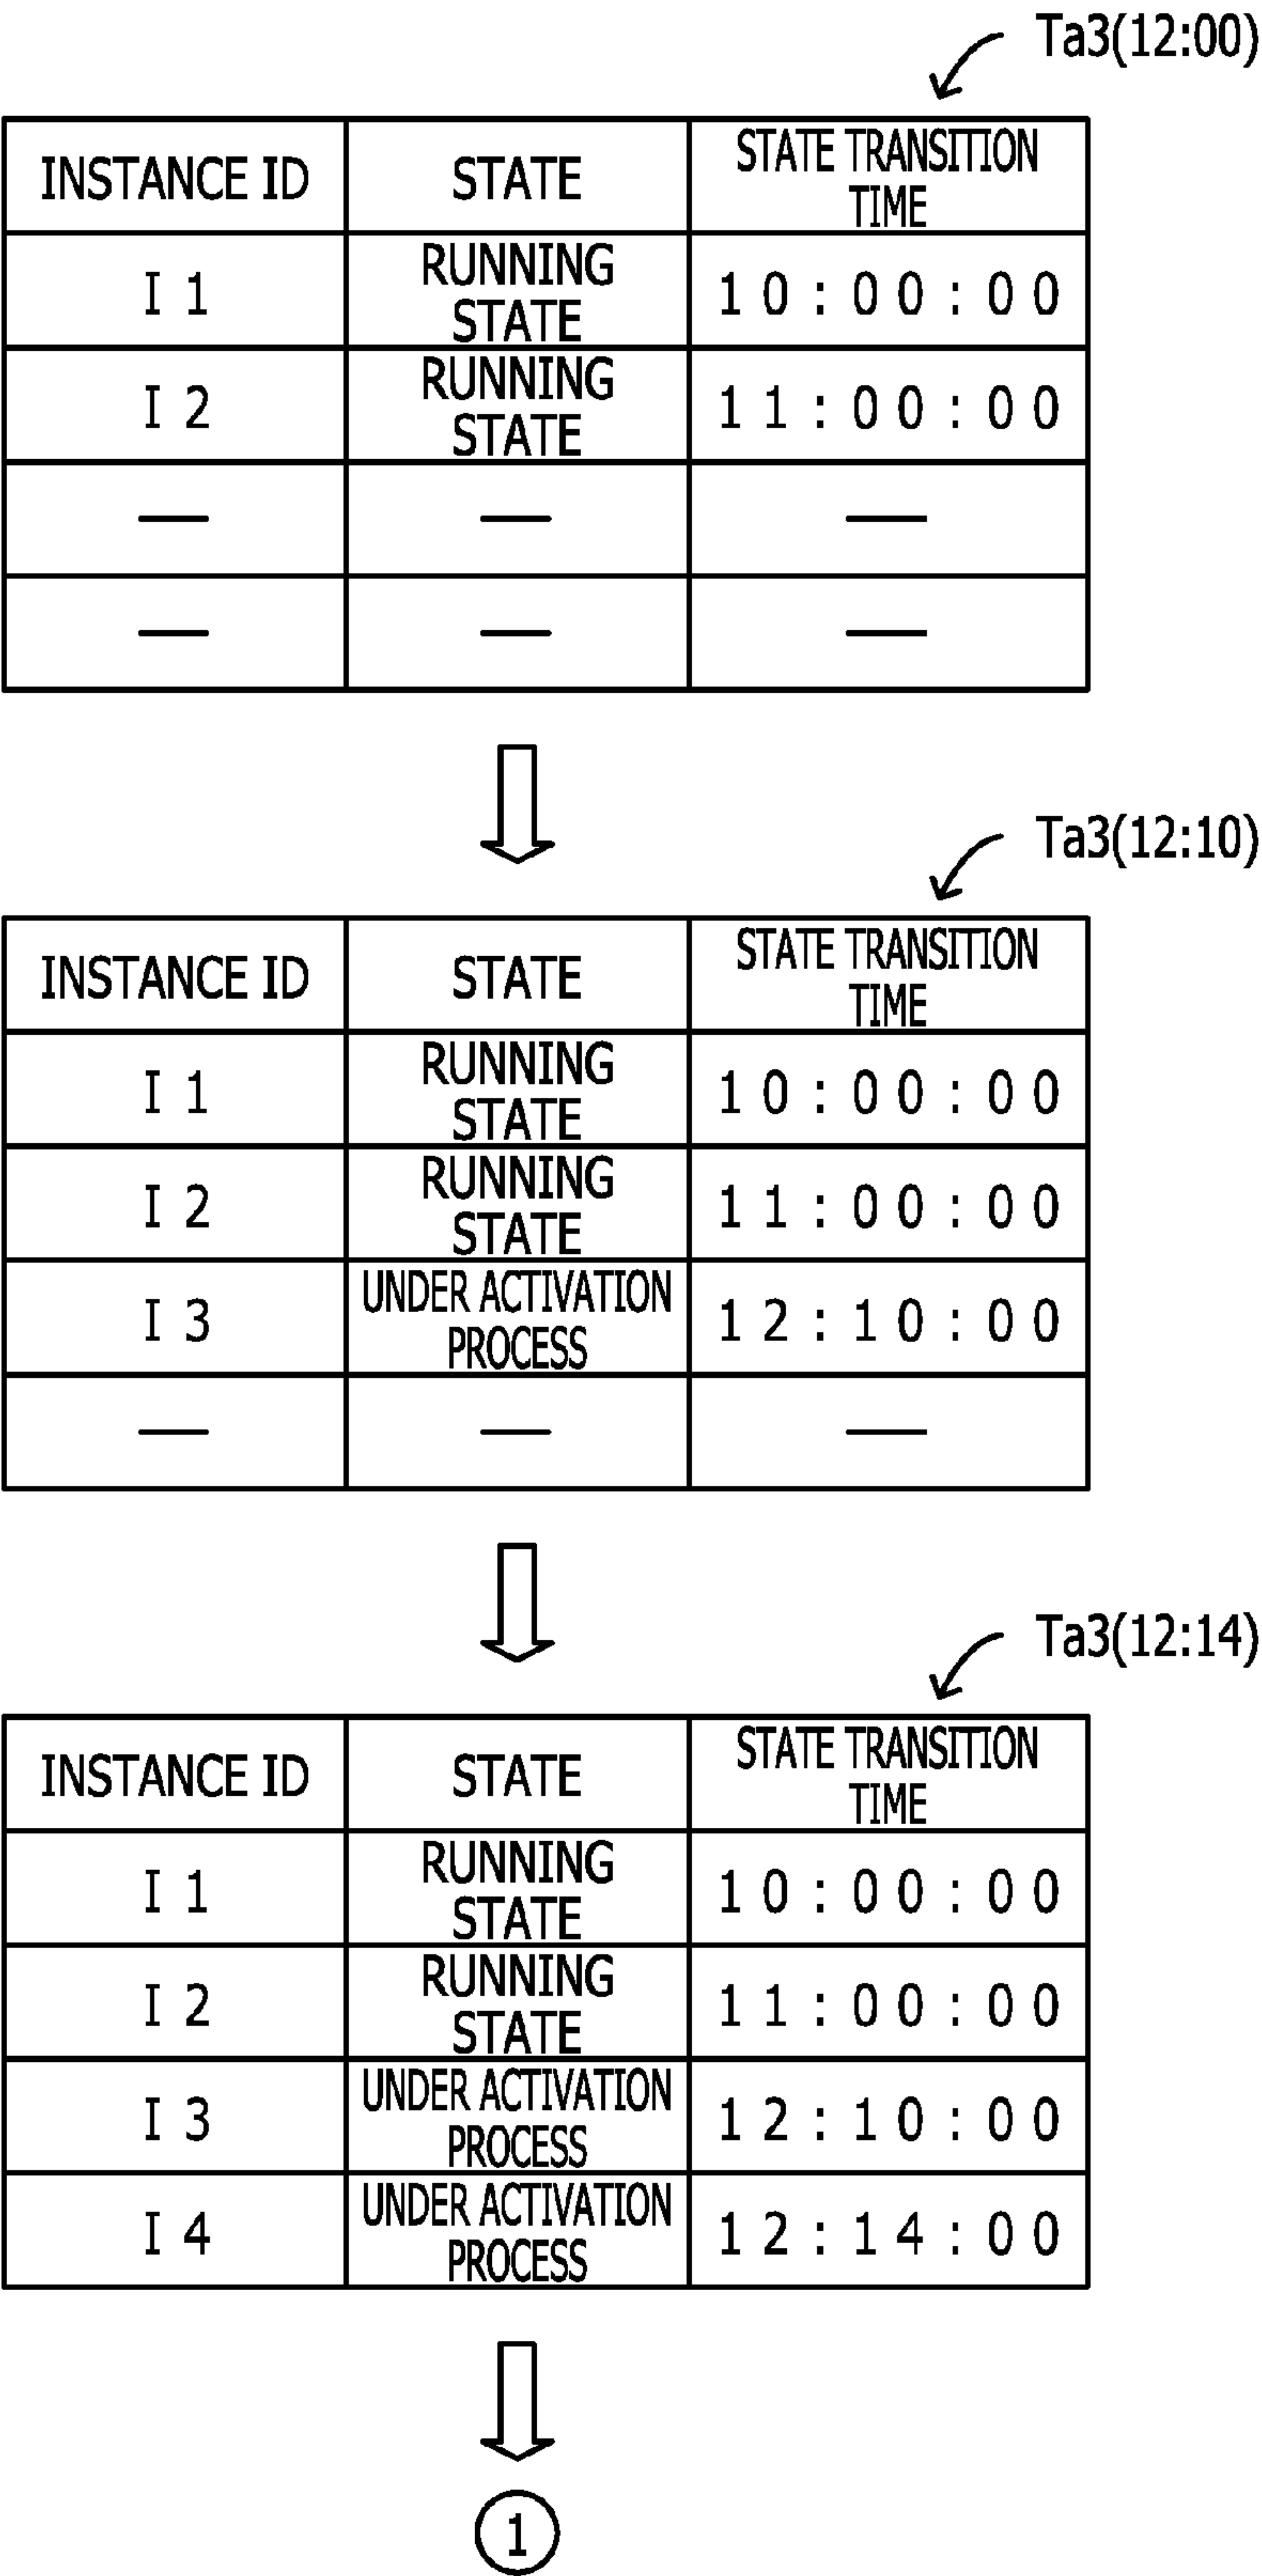 Ta3(12:00)
INSTANCE ID STATE STATE TRANSITION
TIME
I 1 RUNNING
STATE 10:00:00
I 2 RUNNING
STATE 11:00:00
— — —
— — —
Ta3(12:10)
INSTANCE ID STATE STATE TRANSITION
TIME
I 1 RUNNING
STATE 10:00:00
I 2 RUNNING
STATE 11:00:00
I 3 UNDER ACTIVATION
PROCESS 12:10:00
— — —
Ta3(12:14)
INSTANCE ID STATE STATE TRANSITION
TIME
I 1 RUNNING
STATE 10:00:00
I 2 RUNNING
STATE 11:00:00
I 3 UNDER ACTIVATION
PROCESS 12:10:00
I 4 UNDER ACTIVATION
PROCESS 12:14:00
1